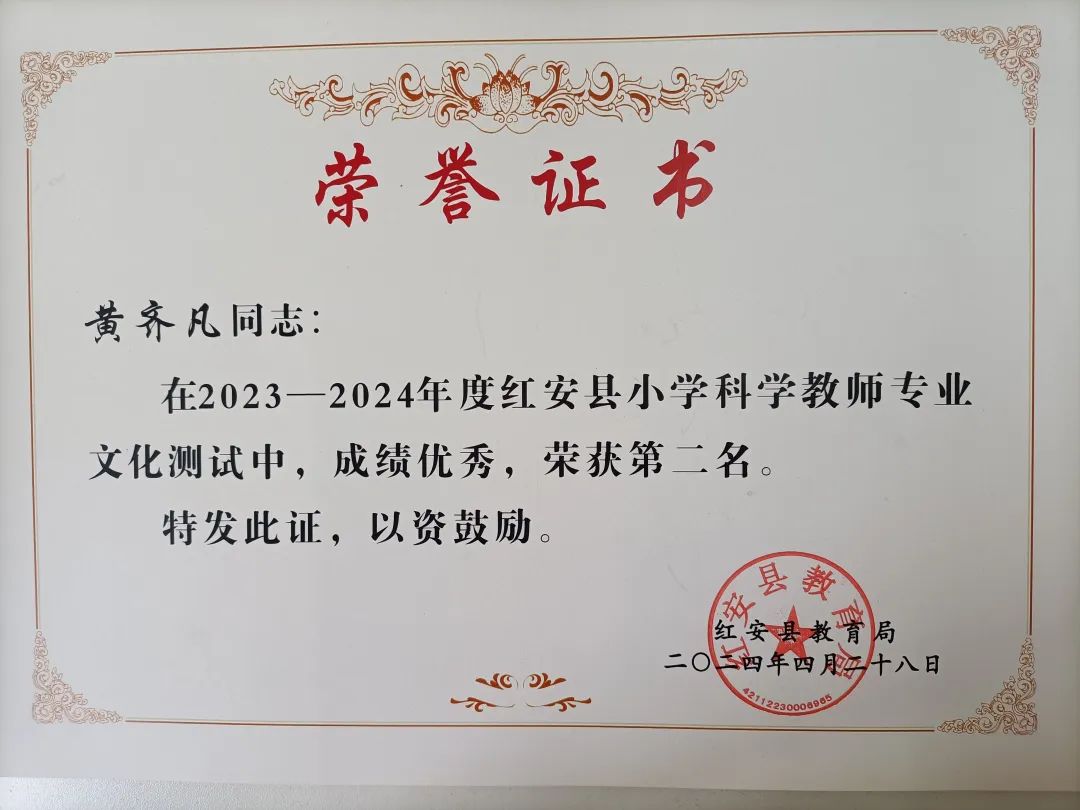 荣誉证书
黄齐凡同志：
在2023—2024年度红安县小学科学教师专业
文化测试中，成绩优秀，荣获第二名。
特发此证，以资鼓励。
红安县教育局
红安县教育局
二〇二四年四月二十八日
42112230006965